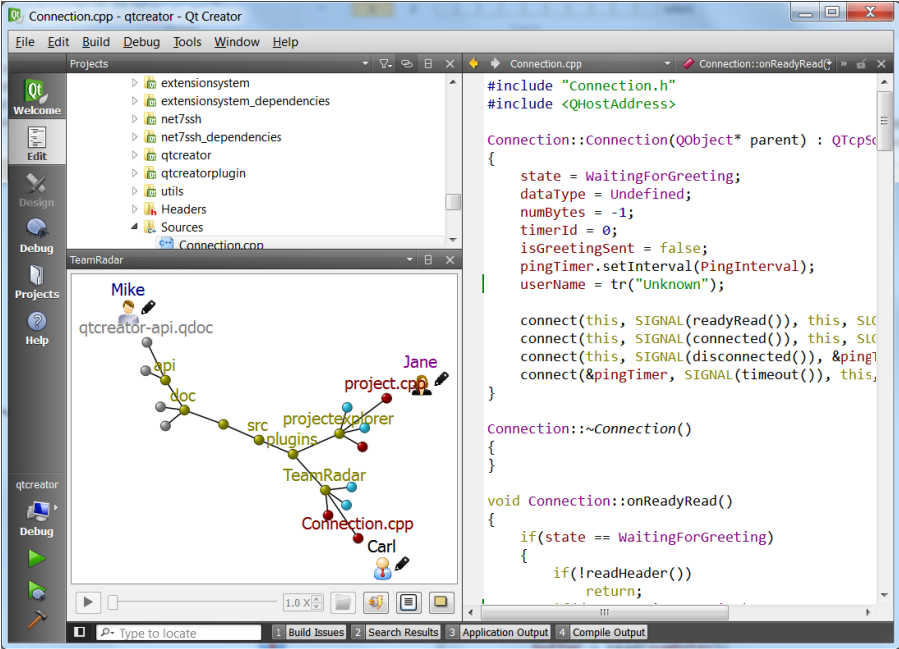 Connection.cpp - qtcreator - Qt Creator
File Edit Build Debug Tools Window Help
Projects
Connection.cpp
Connection::onReadyRead()
Welcome
Edit
Design
Debug
Projects
Help
qtcreator
Debug
extensionsystem
extensionsystem_dependencies
net7ssh
net7ssh_dependencies
qtcreator
qtcreatorplugin
utils
Headers
Sources
Connection.cpp
TeamRadar
Mike
qtcreator-api.qdoc
api
doc
src
plugins
projectexplorer
project.cpp
Jane
TeamRadar
Connection.cpp
Carl
1.0 X
#include "Connection.h"
#include <QHostAddress>
Connection::Connection(QObject* parent) : QTcpSo
{
state = WaitingForGreeting;
dataType = Undefined;
numBytes = -1;
timerId = 0;
isGreetingSent = false;
pingTimer.setInterval(PingInterval);
userName = tr("Unknown");
connect(this, SIGNAL(readyRead()), this, SLO
connect(this, SIGNAL(connected()), this, SLO
connect(this, SIGNAL(disconnected()), &pingT
connect(&pingTimer, SIGNAL(timeout()), this,
}
Connection::~Connection()
{
}
void Connection::onReadyRead()
{
if(state == WaitingForGreeting)
{
if(!readHeader())
return;
Type to locate
1 Build Issues
2 Search Results
3 Application Output
4 Compile Output